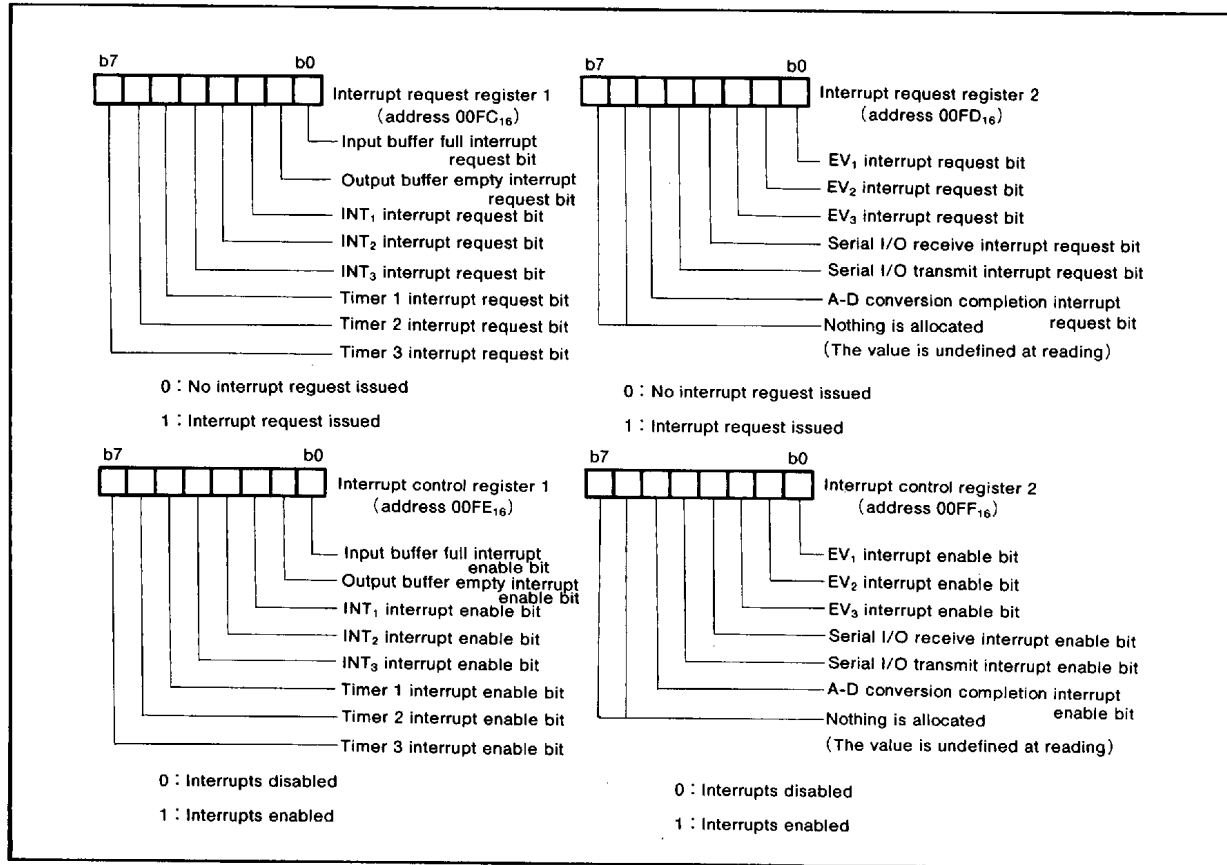 b7 b0
Interrupt request register 1
(address 00FC₁₆)
Input buffer full interrupt
request bit
Output buffer empty interrupt
request bit
INT₁ interrupt request bit
INT₂ interrupt request bit
INT₃ interrupt request bit
Timer 1 interrupt request bit
Timer 2 interrupt request bit
Timer 3 interrupt request bit
0 : No interrupt reguest issued
1 : Interrupt request issued
b7 b0
Interrupt request register 2
(address 00FD₁₆)
EV₁ interrupt request bit
EV₂ interrupt request bit
EV₃ interrupt request bit
Serial I/O receive interrupt request bit
Serial I/O transmit interrupt request bit
A-D conversion completion interrupt
request bit
Nothing is allocated
(The value is undefined at reading)
0 : No interrupt reguest issued
1 : Interrupt request issued
b7 b0
Interrupt control register 1
(address 00FE₁₆)
Input buffer full interrupt
enable bit
Output buffer empty interrupt
enable bit
INT₁ interrupt enable bit
INT₂ interrupt enable bit
INT₃ interrupt enable bit
Timer 1 interrupt enable bit
Timer 2 interrupt enable bit
Timer 3 interrupt enable bit
0 : Interrupts disabled
1 : Interrupts enabled
b7 b0
Interrupt control register 2
(address 00FF₁₆)
EV₁ interrupt enable bit
EV₂ interrupt enable bit
EV₃ interrupt enable bit
Serial I/O receive interrupt enable bit
Serial I/O transmit interrupt enable bit
A-D conversion completion interrupt
enable bit
Nothing is allocated
(The value is undefined at reading)
0 : Interrupts disabled
1 : Interrupts enabled